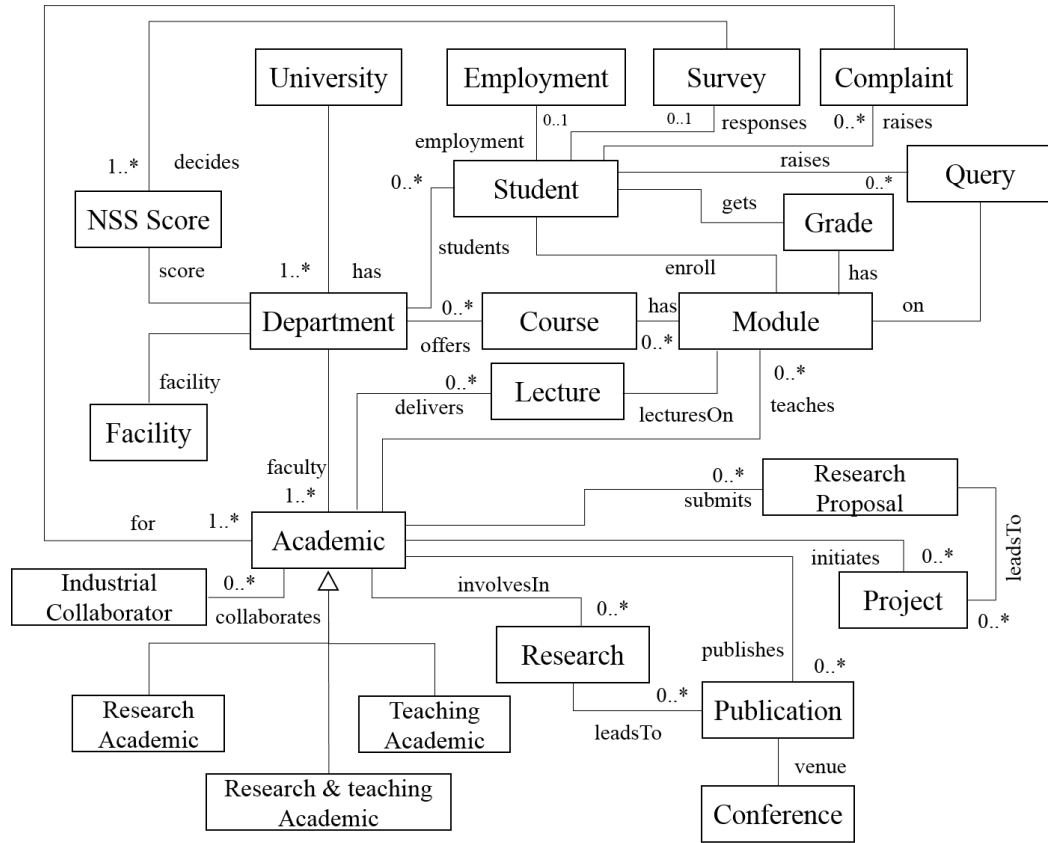 University
Employment
Survey
Complaint
decides
1..*
0..1
0..1
responses
0..*
raises
employment
raises
0..*
Student
0..*
Query
NSS Score
gets
Grade
score
students
1..*
has
enroll
has
Department
0..*
offers
Course
has
0..*
Module
on
facility
Facility
0..*
delivers
Lecture
lecturesOn
0..*
teaches
faculty
1..*
0..*
submits
Research
Proposal
for
1..*
Academic
initiates
0..*
leadsTo
Industrial
Collaborator
0..*
collaborates
involvesIn
0..*
Project
0..*
Research
publishes
0..*
0..*
leadsTo
Publication
Research
Academic
Teaching
Academic
venue
Research & teaching
Academic
Conference